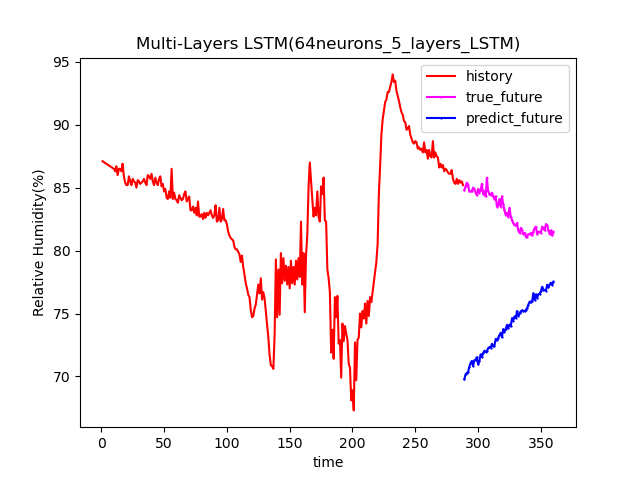 Multi-Layers LSTM(64neurons_5_layers_LSTM)
history
true_future
predict_future
Relative Humidity(%)
95
90
85
80
75
70
0
50
100
150
200
250
300
350
time